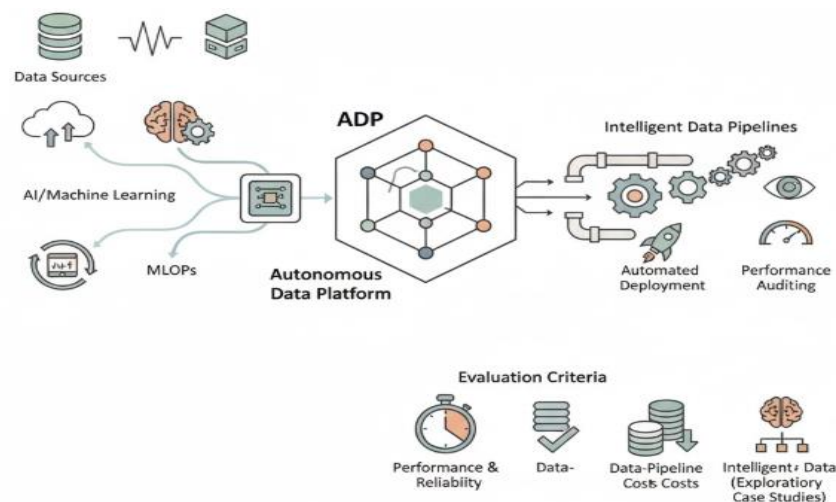 Data Sources
ADP
Intelligent Data Pipelines
AI/Machine Learning
MLOPs
Autonomous
Data Platform
Automated
Deployment
Performance
Auditing
Evaluation Criteria
Performance &
Reliability
Data-
Data-Pipeline
Costs Costs
Intelligent+ Data
(Exploratiory
Case Studies)